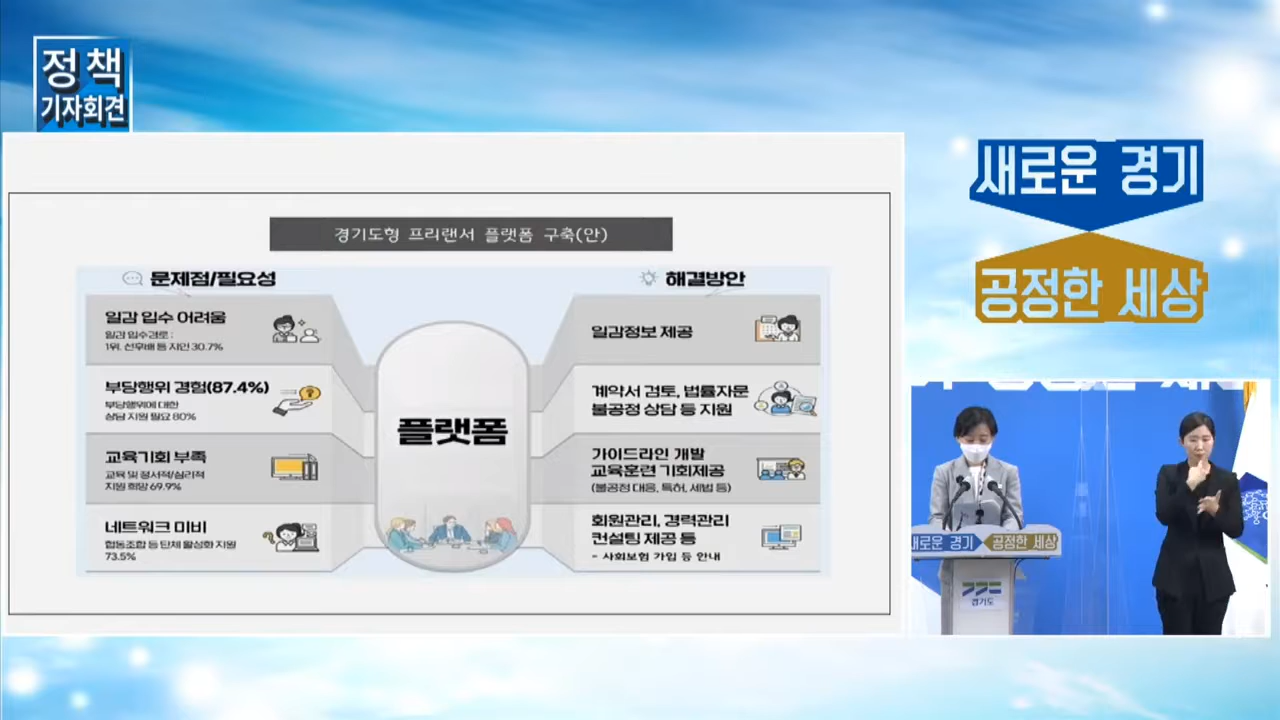 정책
기자회견
새로운 경기
공정한 세상
경기도형 프리랜서 플랫폼 구축(안)
문제점/필요성
일감 입수 어려움
일감 입수경로 :
1위. 선후배 등 지인 30.7%
부당행위 경험(87.4%)
부당행위에 대한
상담 지원 필요 80%
교육기회 부족
교육 및 정서적/심리적
지원 희망 69.9%
네트워크 미비
협동조합 등 단체 활성화 지원
73.5%
플랫폼
해결방안
일감정보 제공
계약서 검토, 법률자문
불공정 상담 등 지원
가이드라인 개발
교육훈련 기회제공
(불공정 대응, 특허, 세법 등)
회원관리, 경력관리
컨설팅 제공 등
- 사회보험 가입 등 안내
새로운 경기 공정한 세상
경기도